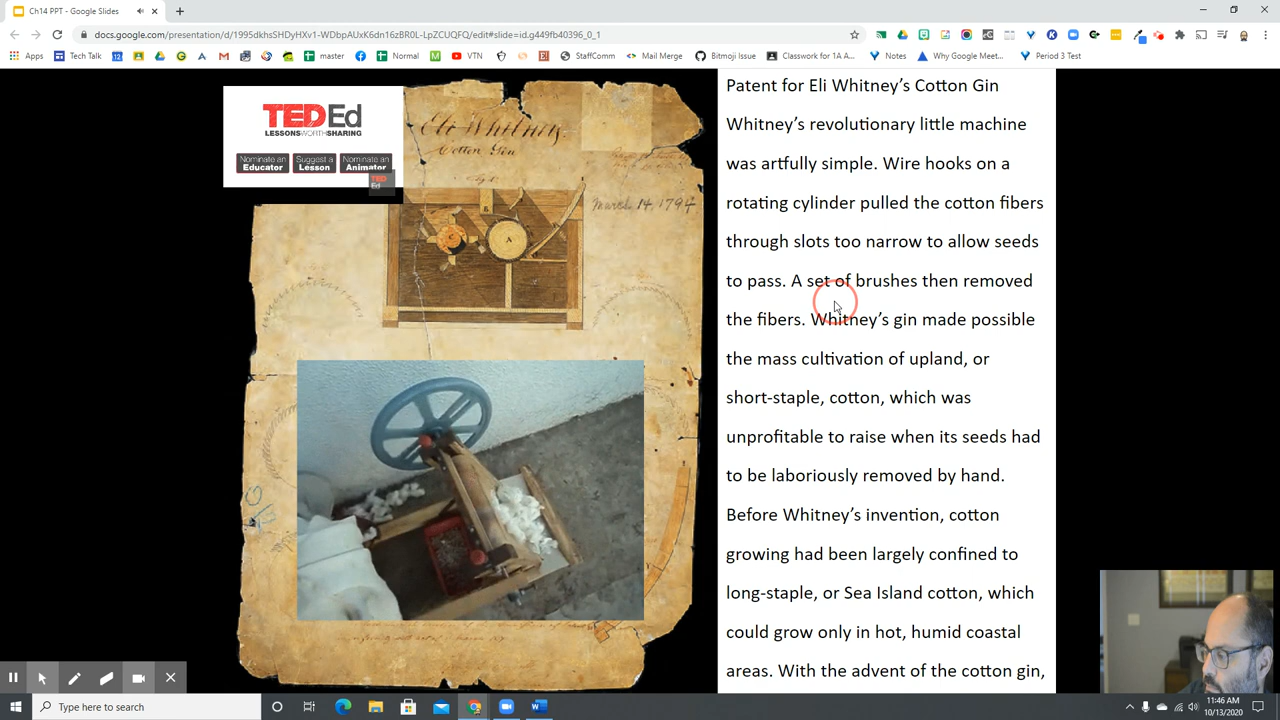 Ch14 PPT - Google Slides
docs.google.com/presentation/d/1995dkhsSHDyHXv1-WDbpAUxK6dn16zBR0L-LpZCUQFQ/edit#slide=id.g449fb40396_0_1
Apps
Tech Talk
master
Normal
VTN
StaffComm
Mail Merge
Bitmoji Issue
Classwork for 1A A...
Notes
Why Google Meet...
Period 3 Test
TEDEd
LESSONS WORTH SHARING
Nominate an Educator
Suggest a Lesson
Nominate an Animator
TED Ed
Eli Whitney
Cotton Gin
March 14, 1794
A
Patent for Eli Whitney’s Cotton Gin
Whitney’s revolutionary little machine
was artfully simple. Wire hooks on a
rotating cylinder pulled the cotton fibers
through slots too narrow to allow seeds
to pass. A set of brushes then removed
the fibers. Whitney’s gin made possible
the mass cultivation of upland, or
short-staple, cotton, which was
unprofitable to raise when its seeds had
to be laboriously removed by hand.
Before Whitney’s invention, cotton
growing had been largely confined to
long-staple, or Sea Island cotton, which
could grow only in hot, humid coastal
areas. With the advent of the cotton gin,
Type here to search
11:46 AM
10/13/2020